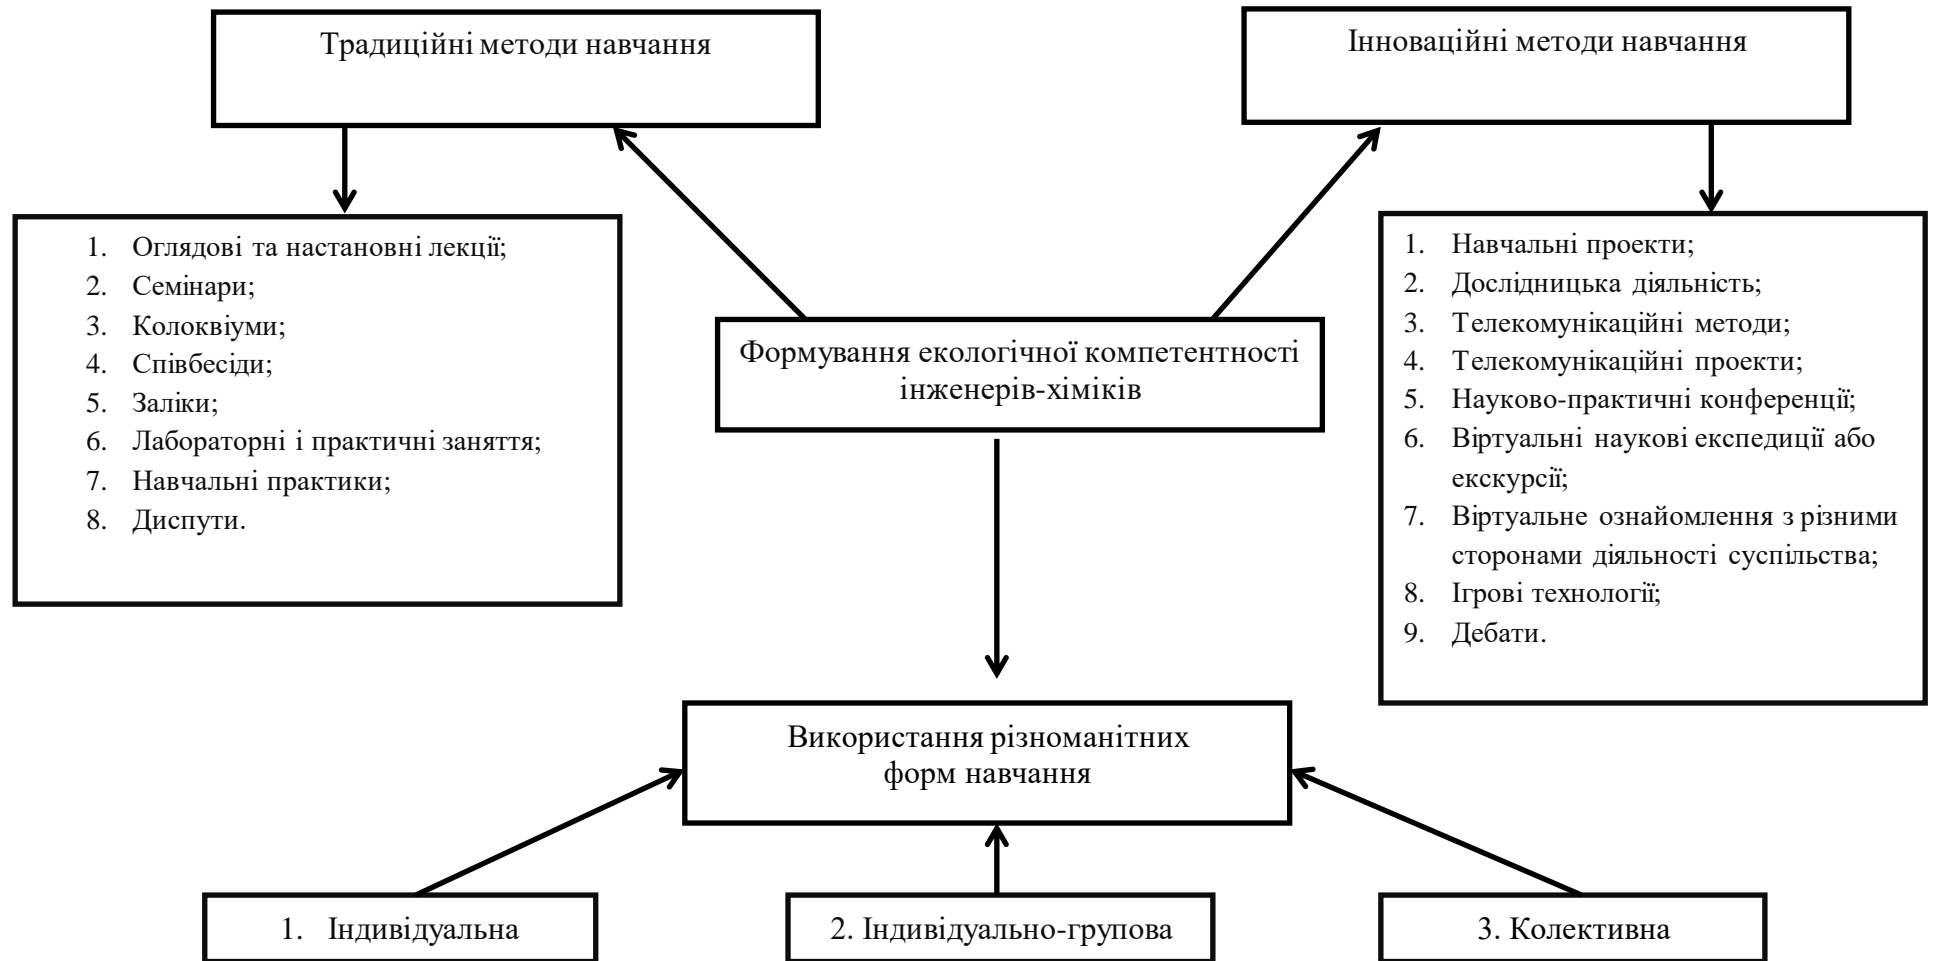 Традиційні методи навчання
Інноваційні методи навчання
1. Оглядові та настановні лекції;
2. Семінари;
3. Колоквіуми;
4. Співбесіди;
5. Заліки;
6. Лабораторні і практичні заняття;
7. Навчальні практики;
8. Диспути.
Формування екологічної компетентності
інженерів-хіміків
1. Навчальні проекти;
2. Дослідницька діяльність;
3. Телекомунікаційні методи;
4. Телекомунікаційні проекти;
5. Науково-практичні конференції;
6. Віртуальні наукові експедиції або
екскурсії;
7. Віртуальне ознайомлення з різними
сторонами діяльності суспільства;
8. Ігрові технології;
9. Дебати.
Використання різноманітних
форм навчання
1. Індивідуальна
2. Індивідуально-групова
3. Колективна